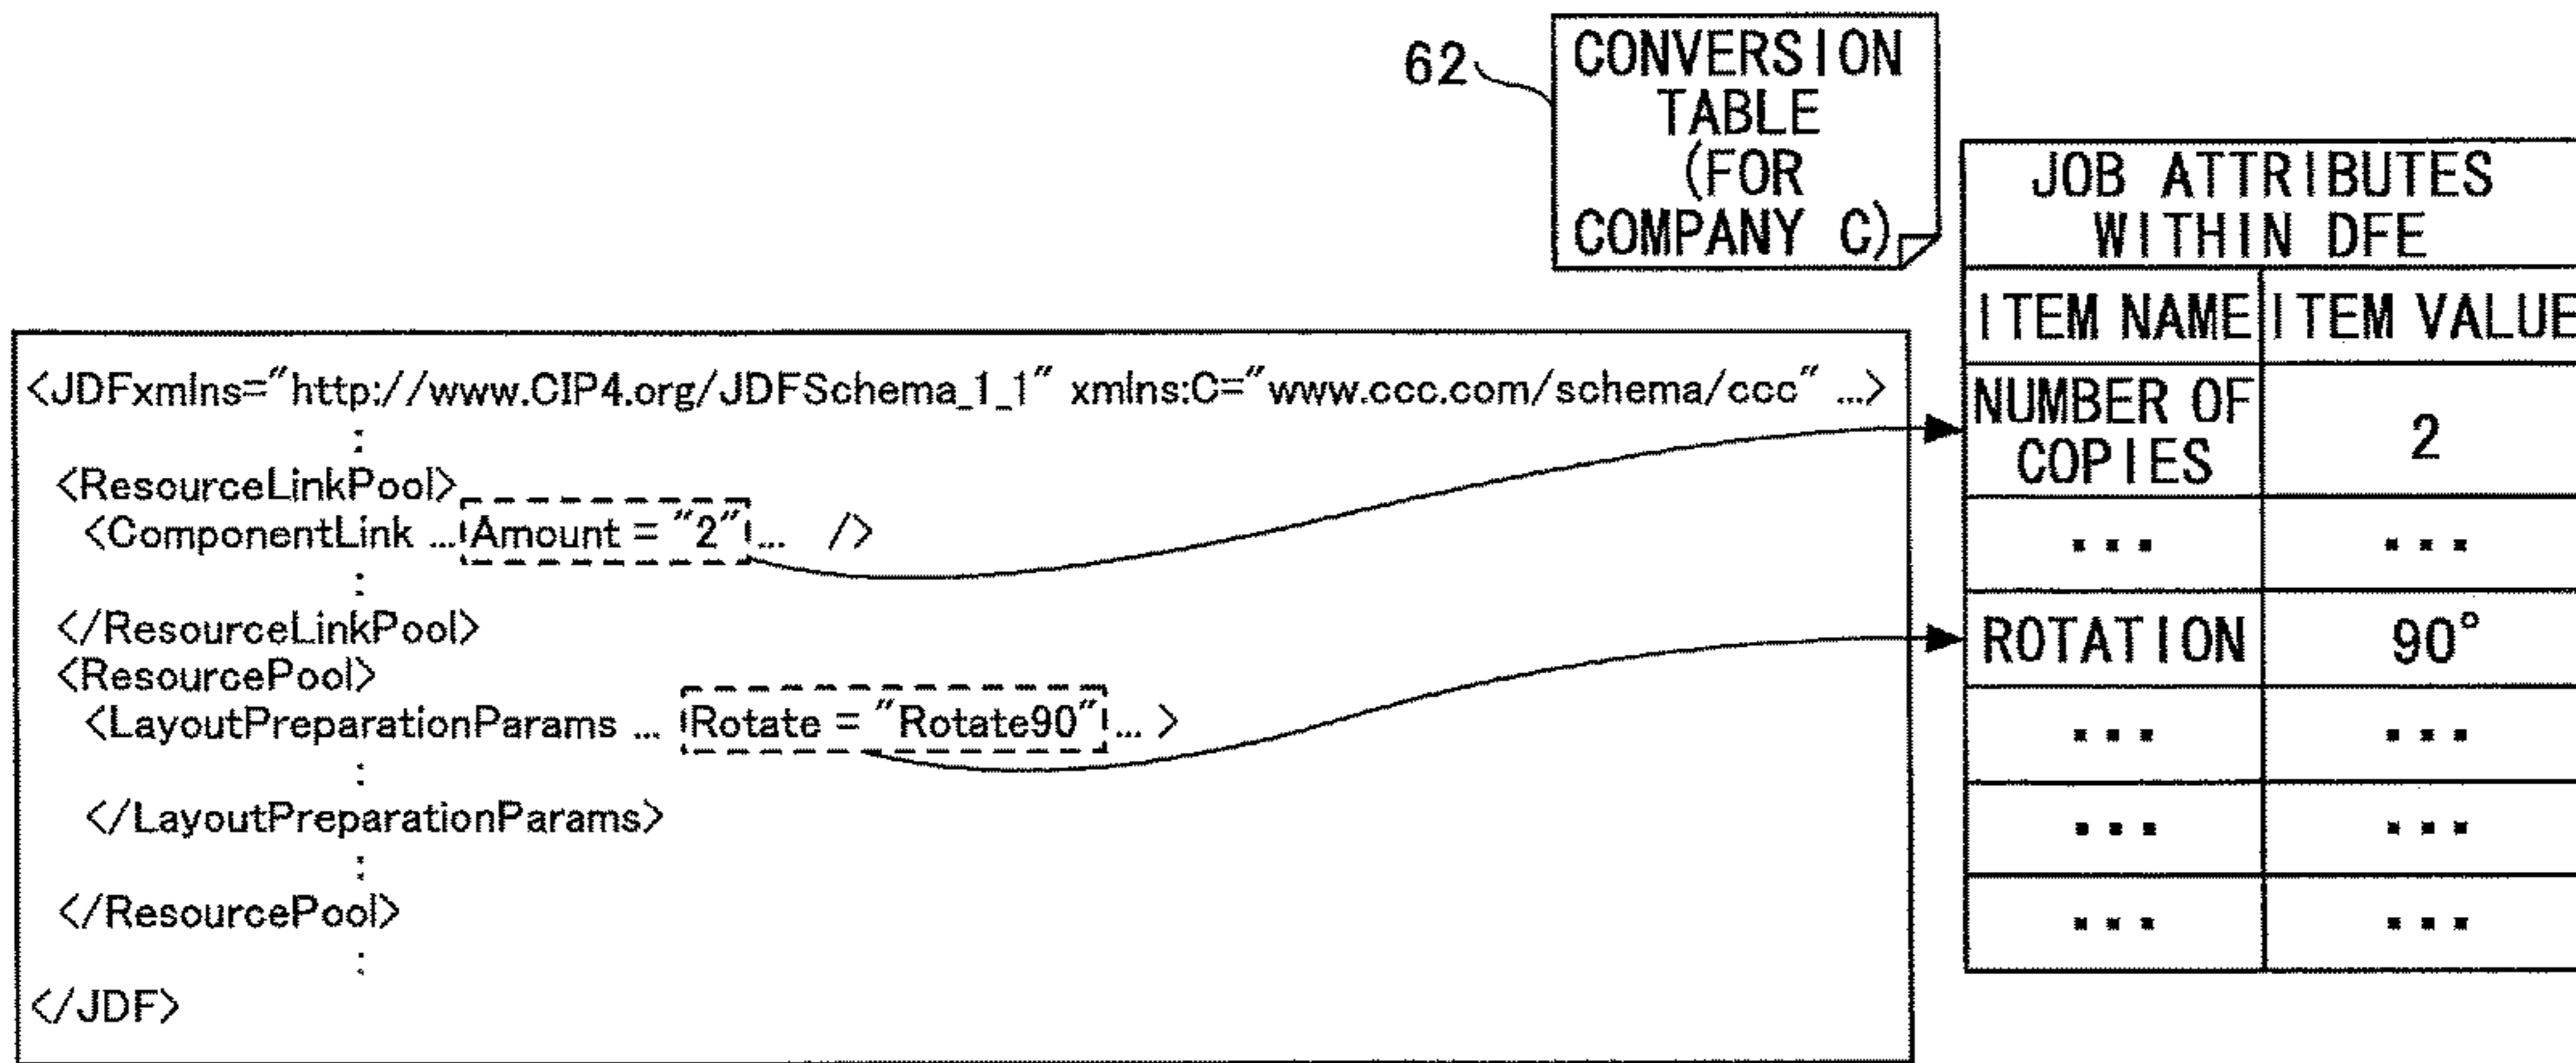 62
CONVERSION
TABLE
(FOR
COMPANY C)
JOB ATTRIBUTES
WITHIN DFE
ITEM NAME ITEM VALUE
NUMBER OF
COPIES
2
... ...
ROTATION 90°
... ...
... ...
... ...
<JDFxmlns="http://www.CIP4.org/JDFSchema_1_1" xmlns:C="www.ccc.com/schema/ccc" ...>
:
<ResourceLinkPool>
<ComponentLink ... Amount = "2" ... />
:
</ResourceLinkPool>
<ResourcePool>
<LayoutPreparationParams ... Rotate = "Rotate90" ... >
:
</LayoutPreparationParams>
:
</ResourcePool>
:
</JDF>